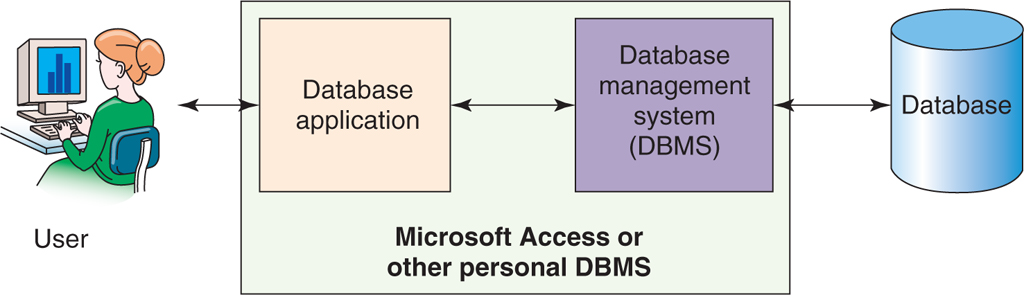 User
Database
application
Database
management
system
(DBMS)
Database
Microsoft Access or
other personal DBMS